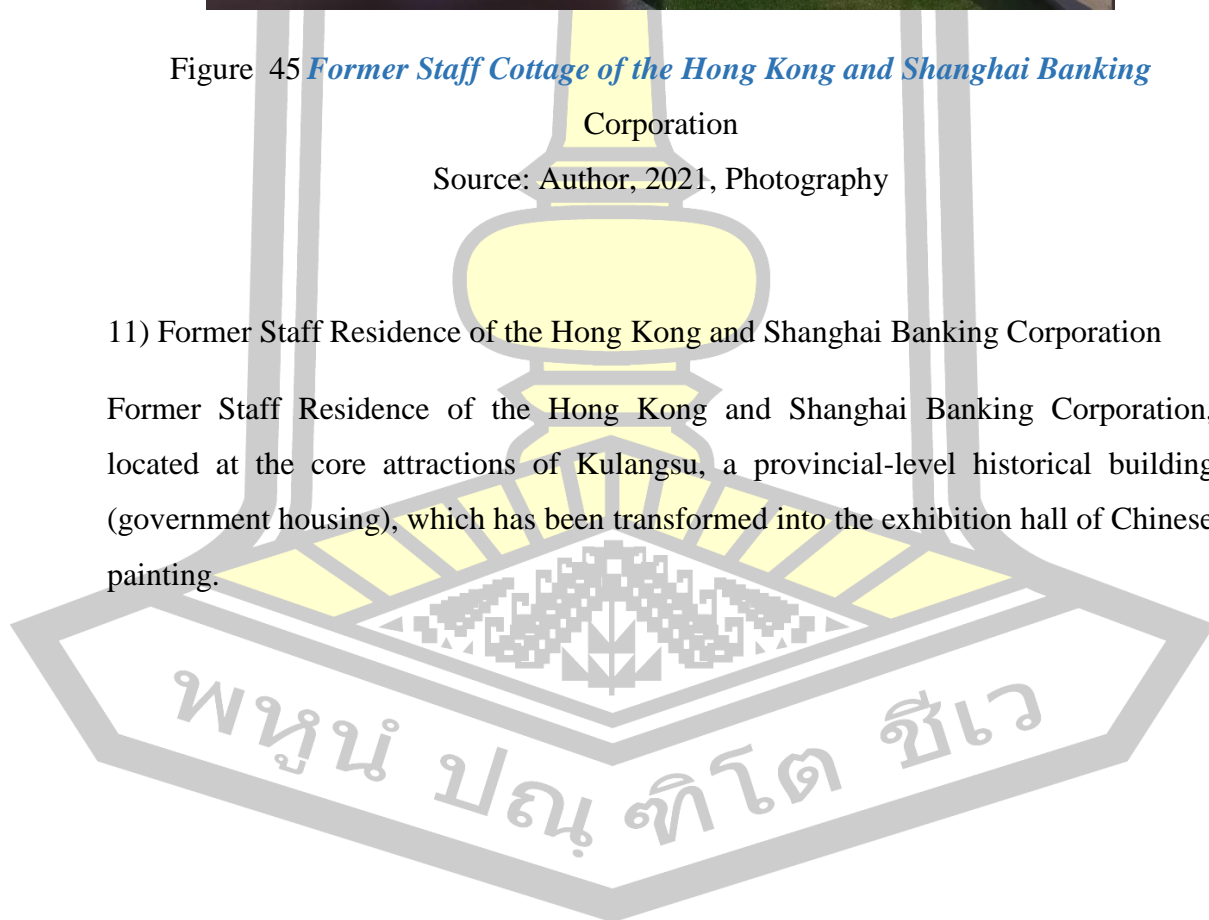 Figure 45 Former Staff Cottage of the Hong Kong and Shanghai Banking
Corporation
Source: Author, 2021, Photography
11) Former Staff Residence of the Hong Kong and Shanghai Banking Corporation
Former Staff Residence of the Hong Kong and Shanghai Banking Corporation,
located at the core attractions of Kulangsu, a provincial-level historical building
(government housing), which has been transformed into the exhibition hall of Chinese
painting.
พหูนํ ปณฺฑิโต ชีเว